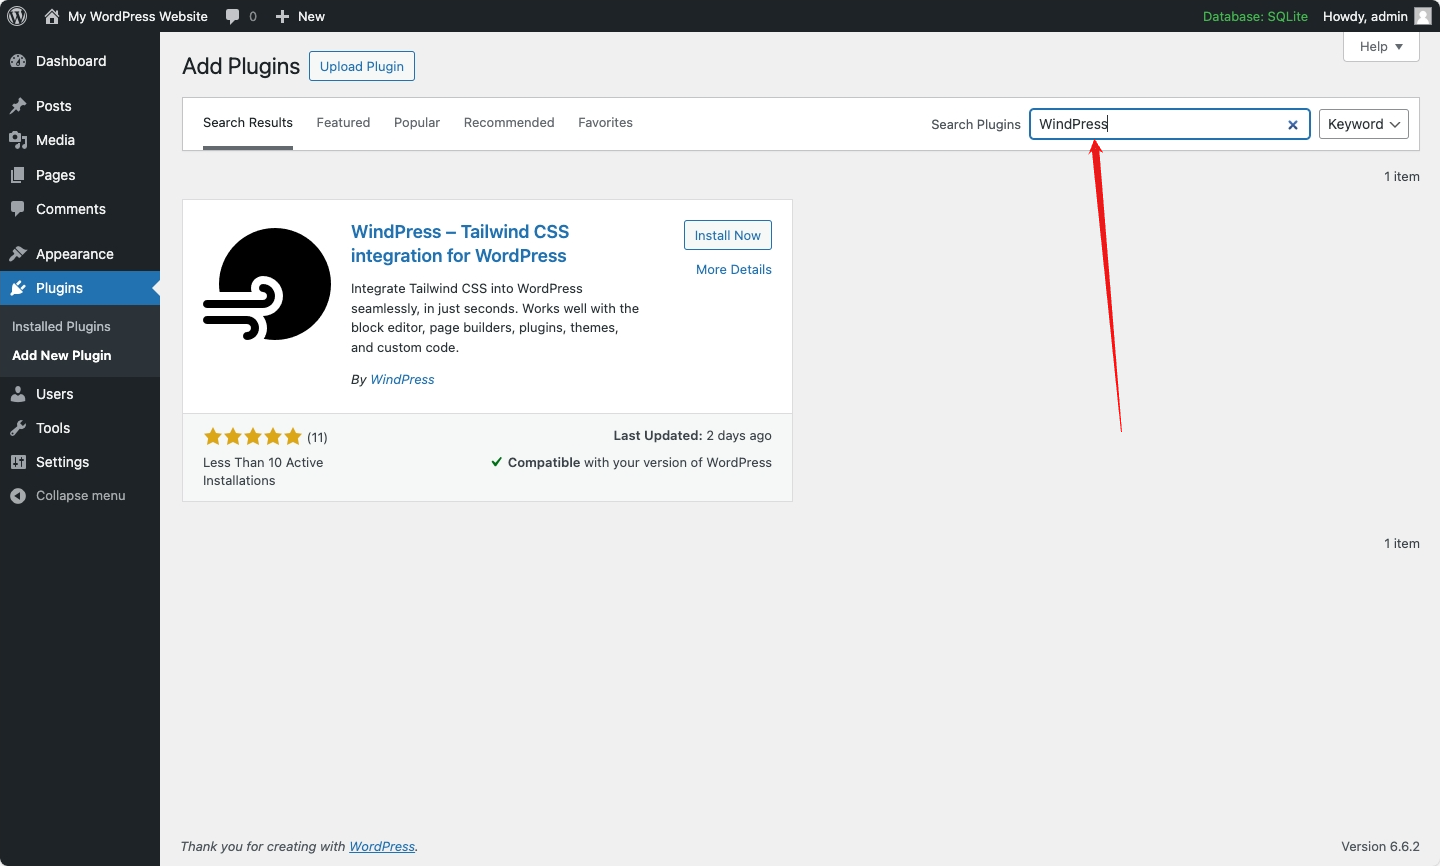 My WordPress Website 0 New Database: SQLite Howdy, admin
Help
Dashboard
Posts
Media
Pages
Comments
Appearance
Plugins
Installed Plugins
Add New Plugin
Users
Tools
Settings
Collapse menu
Add Plugins Upload Plugin
Search Results Featured Popular Recommended Favorites Search Plugins WindPress Keyword
1 item
WindPress – Tailwind CSS
integration for WordPress
Install Now
More Details
Integrate Tailwind CSS into WordPress
seamlessly, in just seconds. Works well with the
block editor, page builders, plugins, themes,
and custom code.
By WindPress
(11)
Less Than 10 Active
Installations
Last Updated: 2 days ago
Compatible with your version of WordPress
1 item
Thank you for creating with WordPress. Version 6.6.2